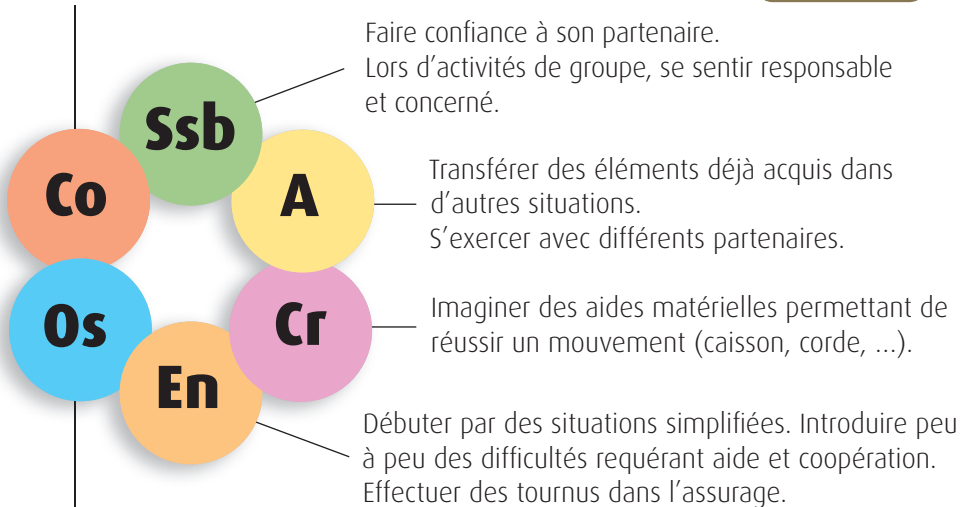 Faire confiance à son partenaire.
Lors d’activités de groupe, se sentir responsable
et concerné.
Ssb
Co
A
Transférer des éléments déjà acquis dans
d’autres situations.
S’exercer avec différents partenaires.
Os
Cr
Imaginer des aides matérielles permettant de
réussir un mouvement (caisson, corde, ...).
En
Débuter par des situations simplifiées. Introduire peu
à peu des difficultés requérant aide et coopération.
Effectuer des tournus dans l’assurage.